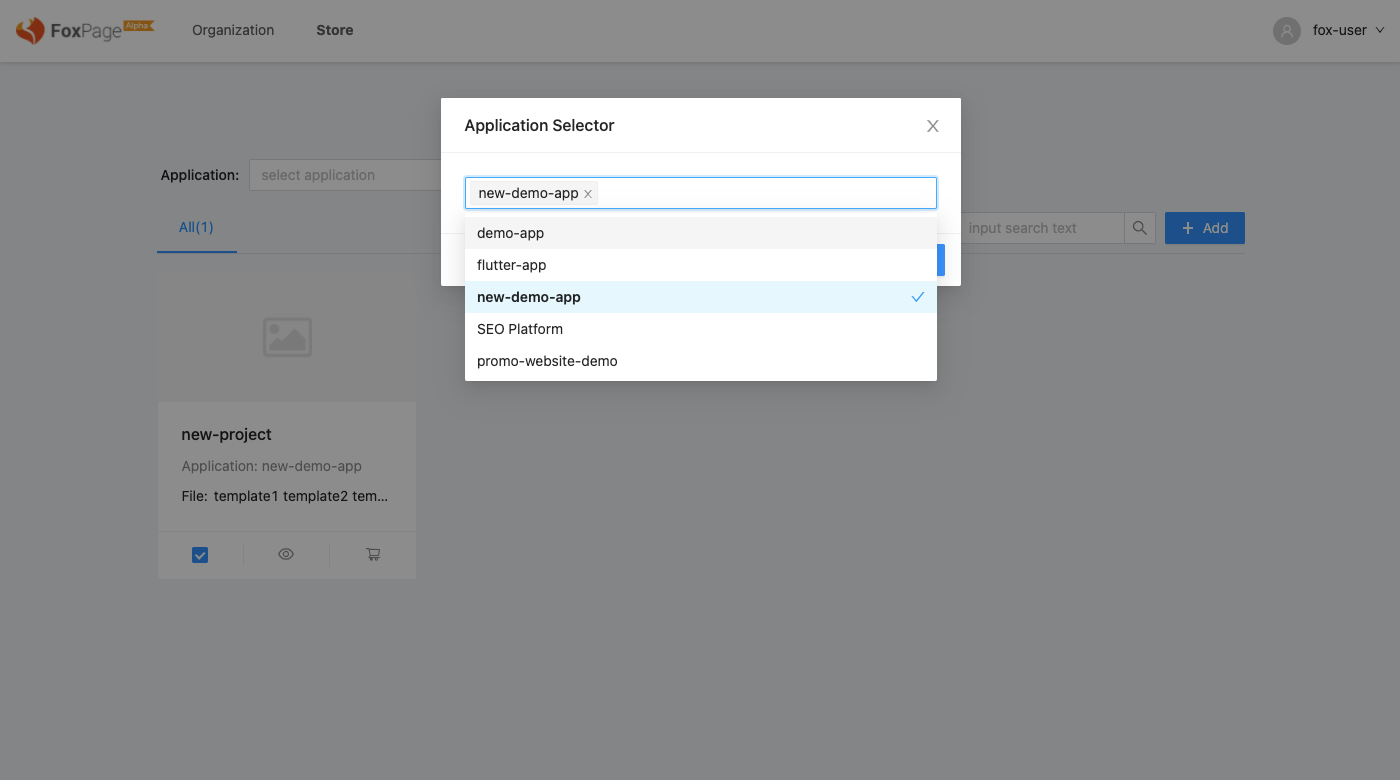 FoxPage Alpha
Organization
Store
fox-user
Application Selector
Application:
select application
new-demo-app
All(1)
input search text
Add
demo-app
flutter-app
new-demo-app
SEO Platform
promo-website-demo
new-project
Application: new-demo-app
File: template1 template2 tem...